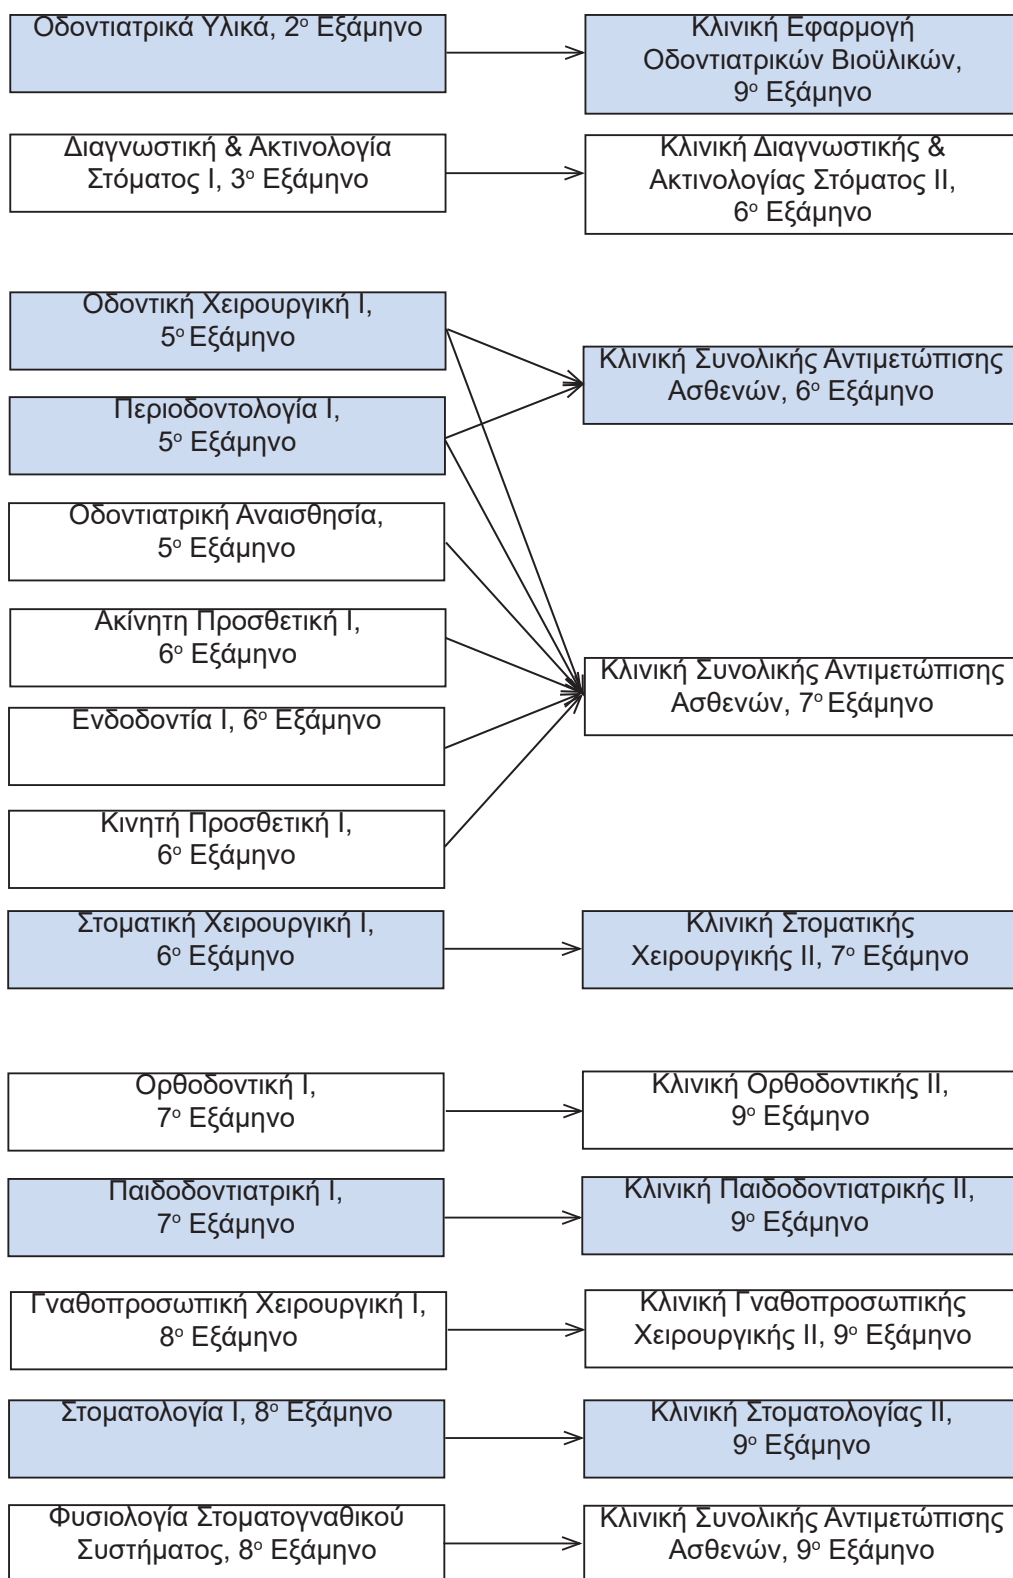 Οδοντιατρικά Υλικά, 2ο Εξάμηνο
Κλινική Εφαρμογή
Οδοντιατρικών Βιοϋλικών,
9ο Εξάμηνο
Διαγνωστική & Ακτινολογία
Στόματος Ι, 3ο Εξάμηνο
Κλινική Διαγνωστικής &
Ακτινολογίας Στόματος ΙΙ,
6ο Εξάμηνο
Οδοντική Χειρουργική Ι,
5ο Εξάμηνο
Κλινική Συνολικής Αντιμετώπισης
Ασθενών, 6ο Εξάμηνο
Περιοδοντολογία Ι,
5ο Εξάμηνο
Οδοντιατρική Αναισθησία,
5ο Εξάμηνο
Ακίνητη Προσθετική Ι,
6ο Εξάμηνο
Κλινική Συνολικής Αντιμετώπισης
Ασθενών, 7ο Εξάμηνο
Ενδοδοντία Ι, 6ο Εξάμηνο
Κινητή Προσθετική Ι,
6ο Εξάμηνο
Στοματική Χειρουργική Ι,
6ο Εξάμηνο
Κλινική Στοματικής
Χειρουργικής ΙΙ, 7ο Εξάμηνο
Ορθοδοντική Ι,
7ο Εξάμηνο
Κλινική Ορθοδοντικής ΙΙ,
9ο Εξάμηνο
Παιδοδοντιατρική Ι,
7ο Εξάμηνο
Κλινική Παιδοδοντιατρικής ΙΙ,
9ο Εξάμηνο
Γναθοπροσωπική Χειρουργική Ι,
8ο Εξάμηνο
Κλινική Γναθοπροσωπικής
Χειρουργικής ΙΙ, 9ο Εξάμηνο
Στοματολογία Ι, 8ο Εξάμηνο
Κλινική Στοματολογίας ΙΙ,
9ο Εξάμηνο
Φυσιολογία Στοματογναθικού
Συστήματος, 8ο Εξάμηνο
Κλινική Συνολικής Αντιμετώπισης
Ασθενών, 9ο Εξάμηνο